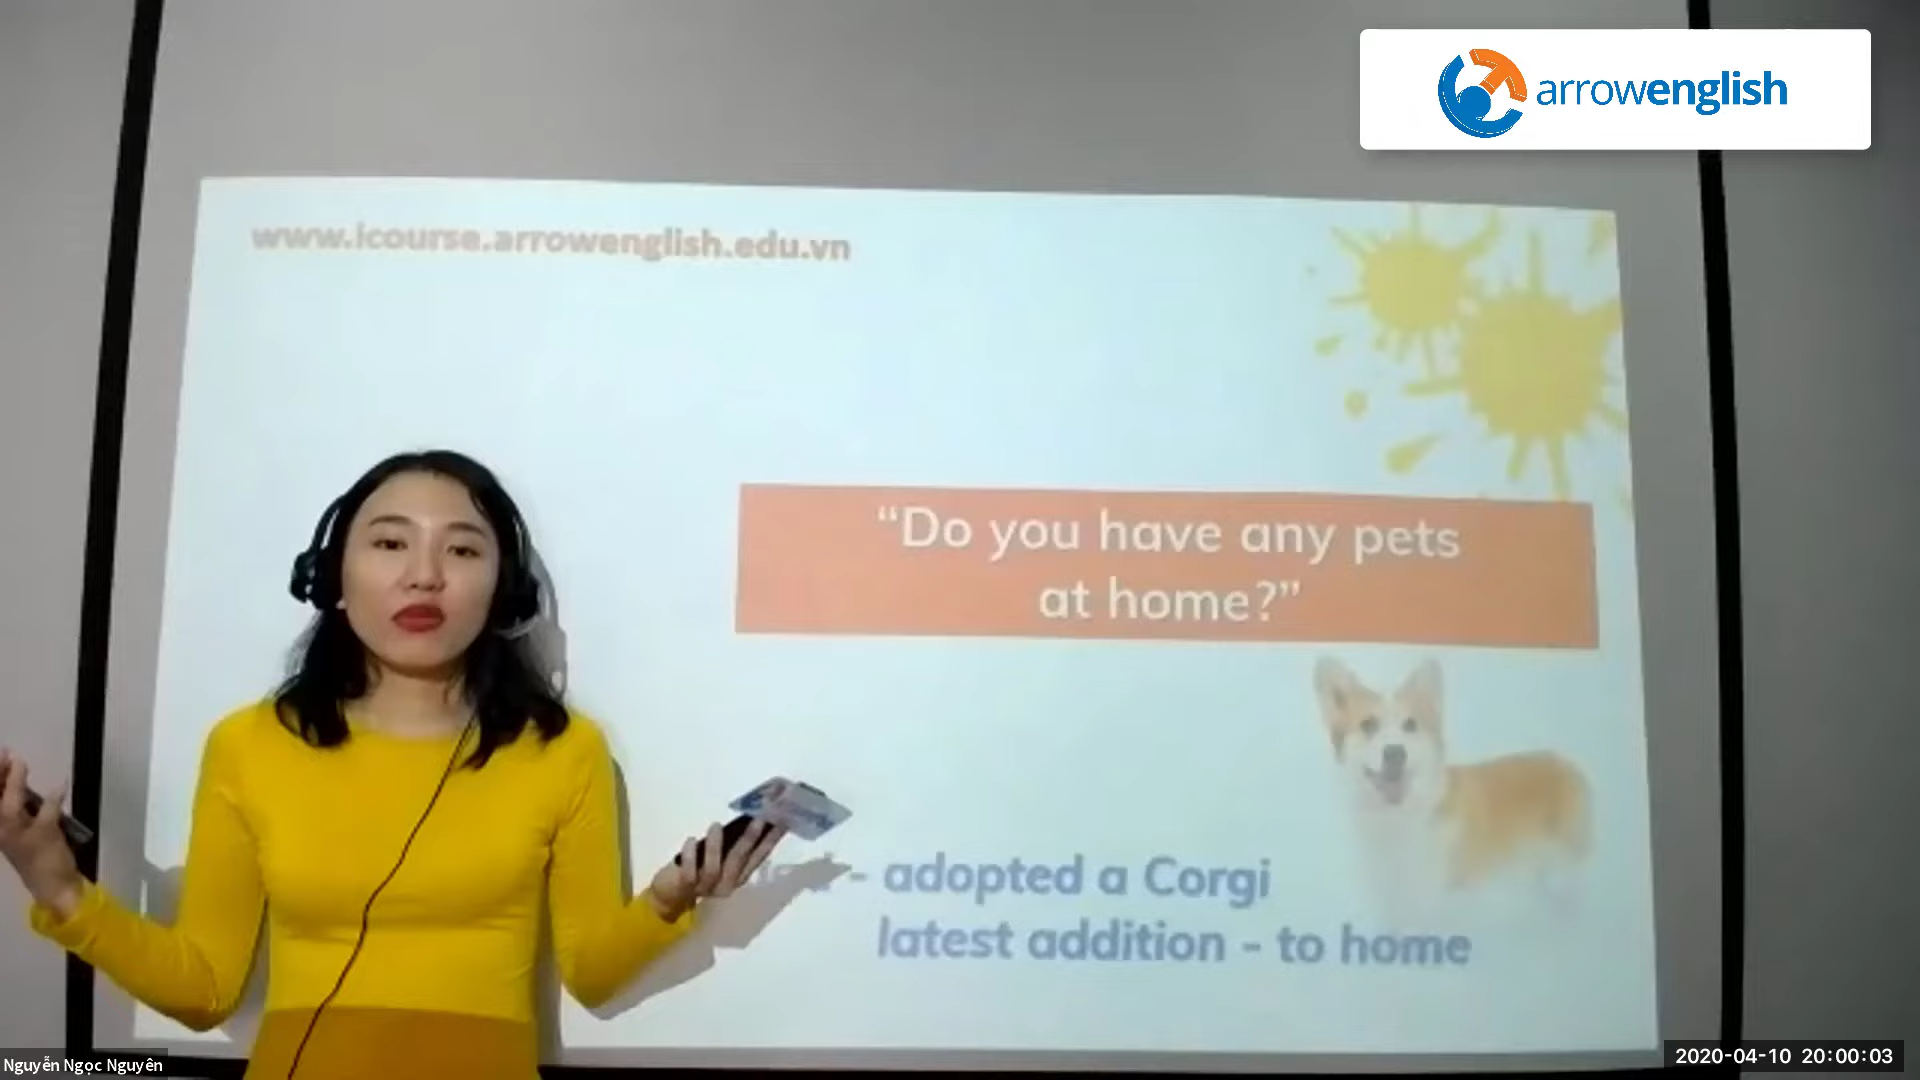 arrowenglish
www.icourse.arrowenglish.edu.vn
“Do you have any pets
at home?”
- adopted a Corgi
latest addition - to home
Nguyễn Ngọc Nguyên
2020-04-10 20:00:03